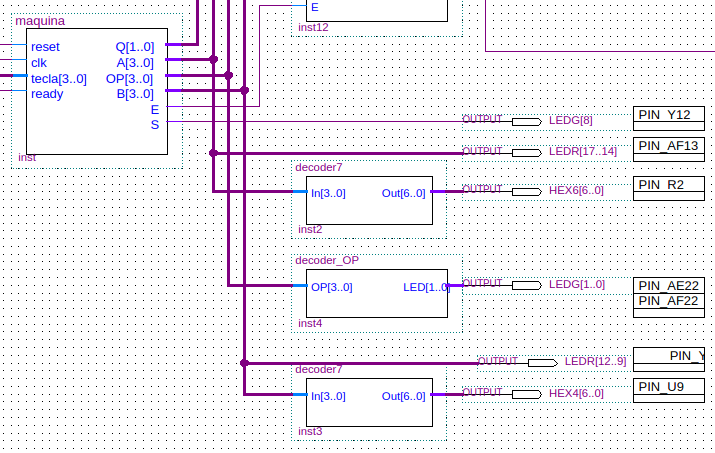 maquina
reset
clk
tecla[3..0]
ready
Q[1..0]
A[3..0]
OP[3..0]
B[3..0]
E
S
inst
E
inst12
OUTPUT
LEDG[8]
PIN_Y12
OUTPUT
LEDR[17..14]
PIN_AF13
decoder7
In[3..0]
Out[6..0]
inst2
OUTPUT
HEX6[6..0]
PIN_R2
decoder_OP
OP[3..0]
LED[1..0]
inst4
OUTPUT
LEDG[1..0]
PIN_AE22
PIN_AF22
OUTPUT
LEDR[12..9]
PIN_Y
decoder7
In[3..0]
Out[6..0]
inst3
OUTPUT
HEX4[6..0]
PIN_U9